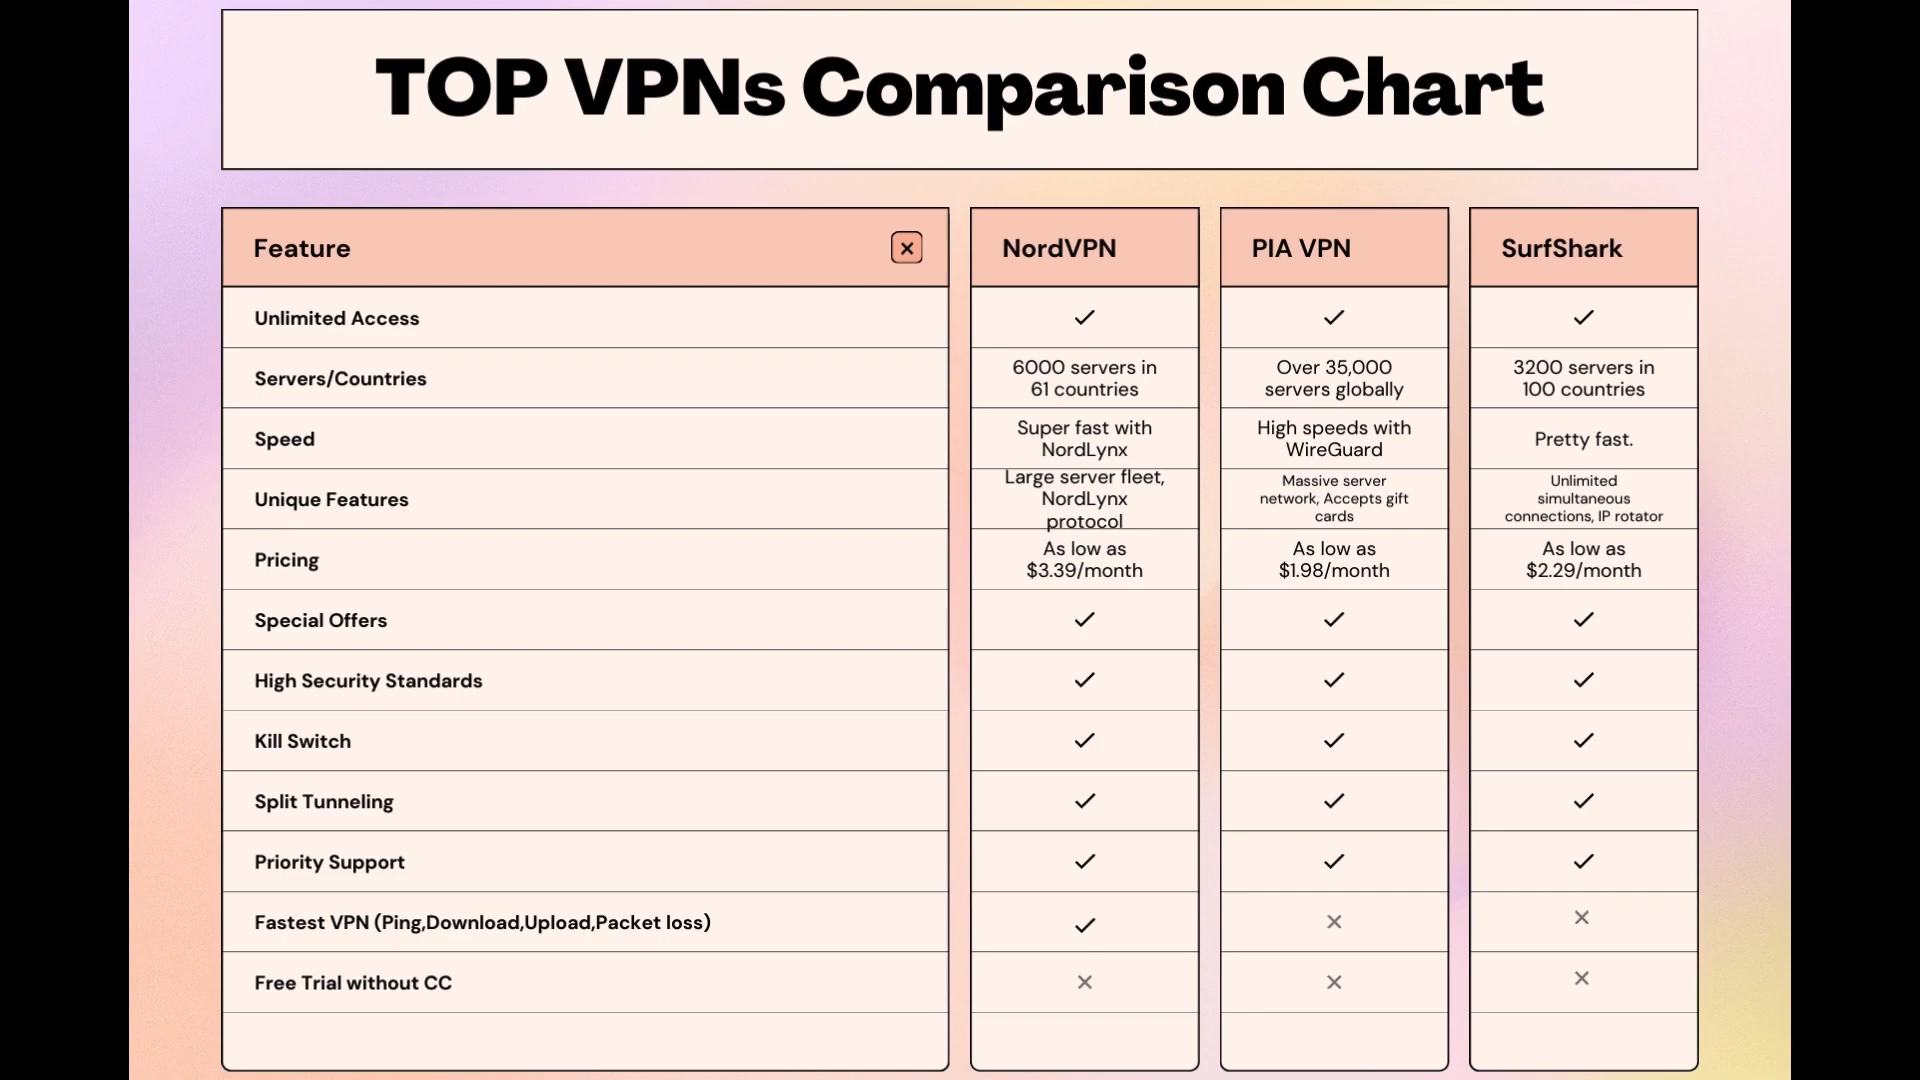 TOP VPNs Comparison Chart
Feature
NordVPN
PIA VPN
SurfShark
Unlimited Access
Servers/Countries
6000 servers in
61 countries
Over 35,000
servers globally
3200 servers in
100 countries
Speed
Super fast with
NordLynx
High speeds with
WireGuard
Pretty fast.
Unique Features
Large server fleet,
NordLynx
protocol
Massive server
network, Accepts gift
cards
Unlimited
simultaneous
connections, IP rotator
Pricing
As low as
$3.39/month
As low as
$1.98/month
As low as
$2.29/month
Special Offers
High Security Standards
Kill Switch
Split Tunneling
Priority Support
Fastest VPN (Ping,Download,Upload,Packet loss)
Free Trial without CC